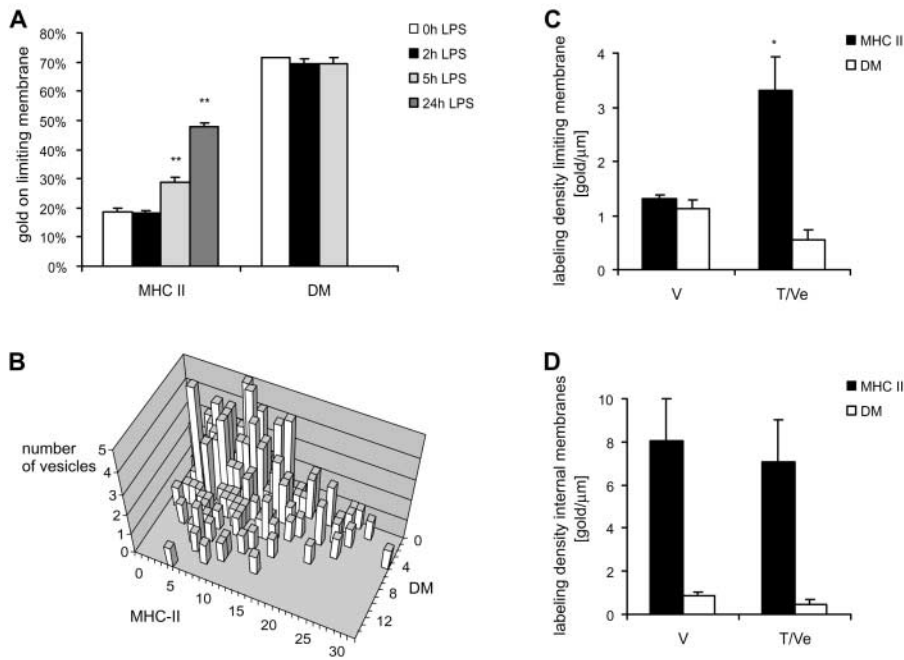 A
80%
70%
60%
50%
40%
30%
20%
10%
0%
gold on limiting membrane
**
**
MHC II
DM
0h LPS
2h LPS
5h LPS
24h LPS
B
number
of vesicles
5
4
3
2
1
0
0
5
10
15
20
25
30
MHC-II
0
4
8
12
DM
C
labeling density limiting membrane
[gold/µm]
4
3
2
1
0
*
V
T/Ve
MHC II
DM
D
labeling density internal membranes
[gold/µm]
10
8
6
4
2
0
V
T/Ve
MHC II
DM